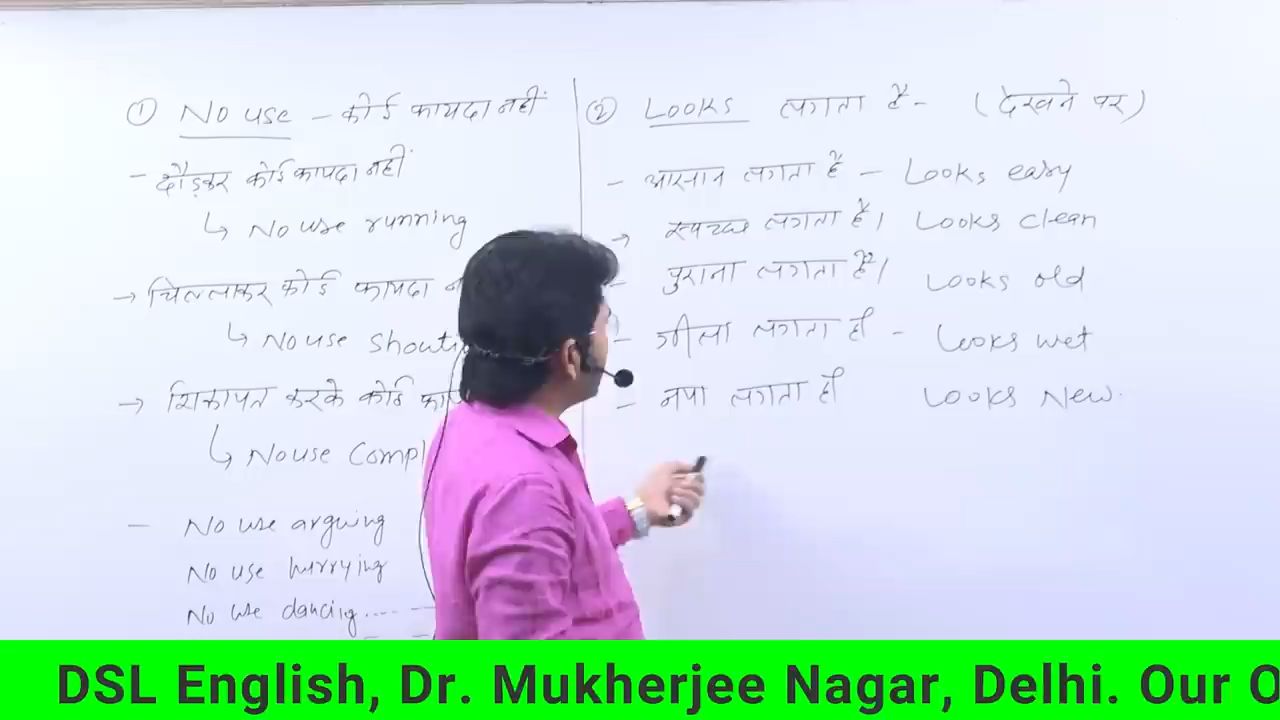 ① No use – कोई फायदा नहीं
– दौड़कर कोई फायदा नहीं
↳ No use running
→ चिल्लाकर कोई फायदा न
↳ No use shouti
→ शिकायत करके कोई फा
↳ No use Compl
– No use arguing
No use hurrying
No use dancing....
② Looks लगता है – (देखने पर)
– आसान लगता है – Looks easy
→ स्वच्छ लगता है। Looks clean
– पुराना लगता है। Looks old
– गीला लगता है – Looks wet
– नया लगता है Looks New.
DSL English, Dr. Mukherjee Nagar, Delhi. Our O